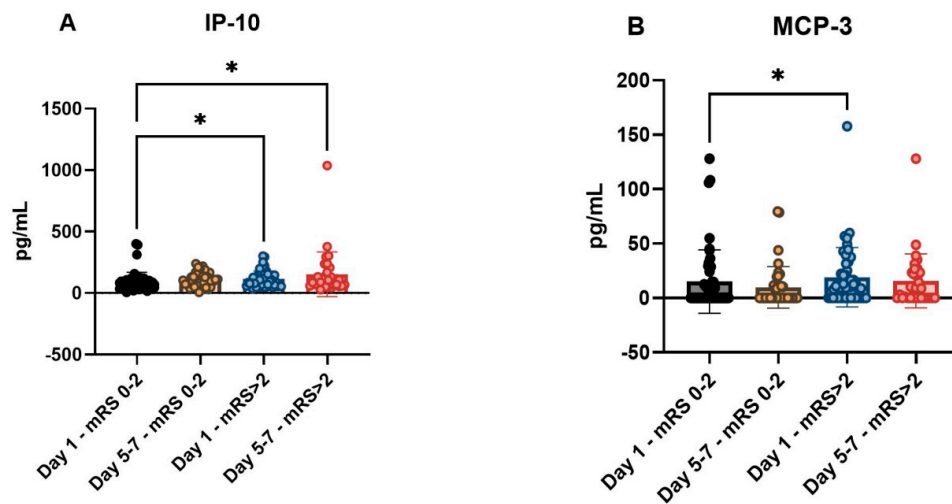 A
IP-10
*
*
1500
1000
500
0
-500
pg/mL
Day 1 - mRS 0-2
Day 5-7 - mRS 0-2
Day 1 - mRS>2
Day 5-7 - mRS>2
B
MCP-3
*
200
150
100
50
0
-50
pg/mL
Day 1 - mRS 0-2
Day 5-7 - mRS 0-2
Day 1 - mRS>2
Day 5-7 - mRS>2